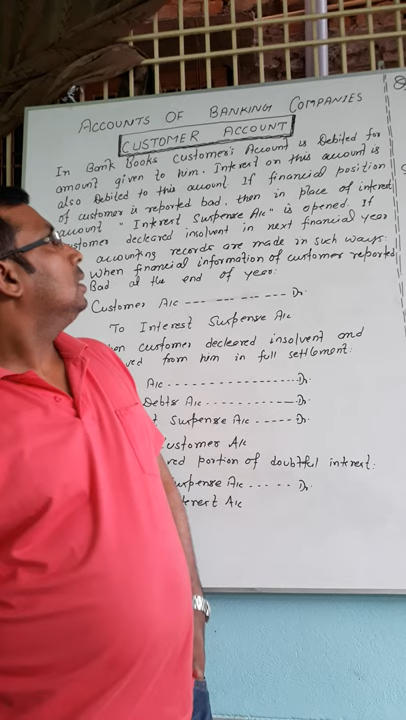 ACCOUNTS OF BANKING COMPANIES
CUSTOMER ACCOUNT
In Bank Books Customer's Account is Debited for
amount given to him. Interest on this amount is
also Debited to this amount. If financial position
of customer is reported bad, then in place of interest
account "Interest Suspense A/c" is opened. If
customer decleared insolvent in next financial year
accounting records are made in such ways:
When financial information of customer reported
Bad at the end of year:
Customer A/c Dr.
To Interest Suspense A/c
customer decleared insolvent and
from him in full settlement:
A/c Dr.
Debts A/c Dr.
Suspense A/c Dr.
Customer A/c
portion of doubtful interest:
Suspense A/c Dr.
Interest A/c